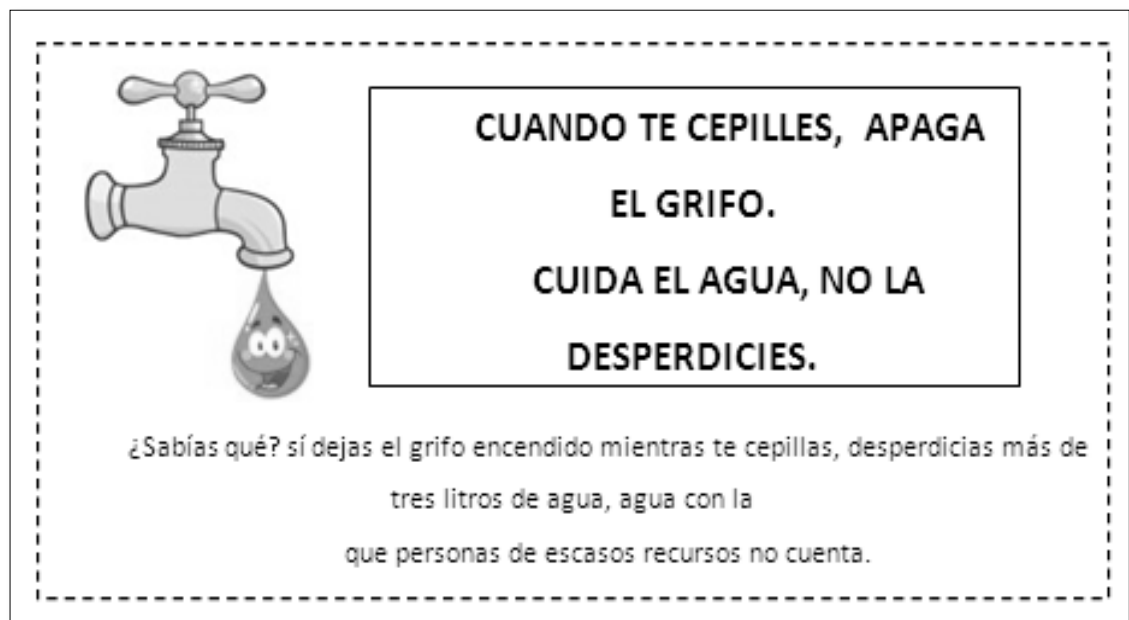 CUANDO TE CEPILLES, APAGA
EL GRIFO.
CUIDA EL AGUA, NO LA
DESPERDICIES.
¿Sabías qué? sí dejas el grifo encendido mientras te cepillas, desperdicias más de
tres litros de agua, agua con la
que personas de escasos recursos no cuenta.